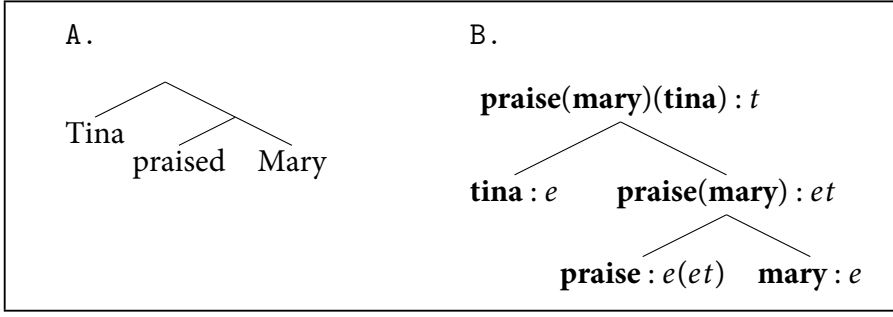 A. B.
praise(mary)(tina) : t
Tina
praised Mary
tina : e praise(mary) : et
praise : e(et) mary : e